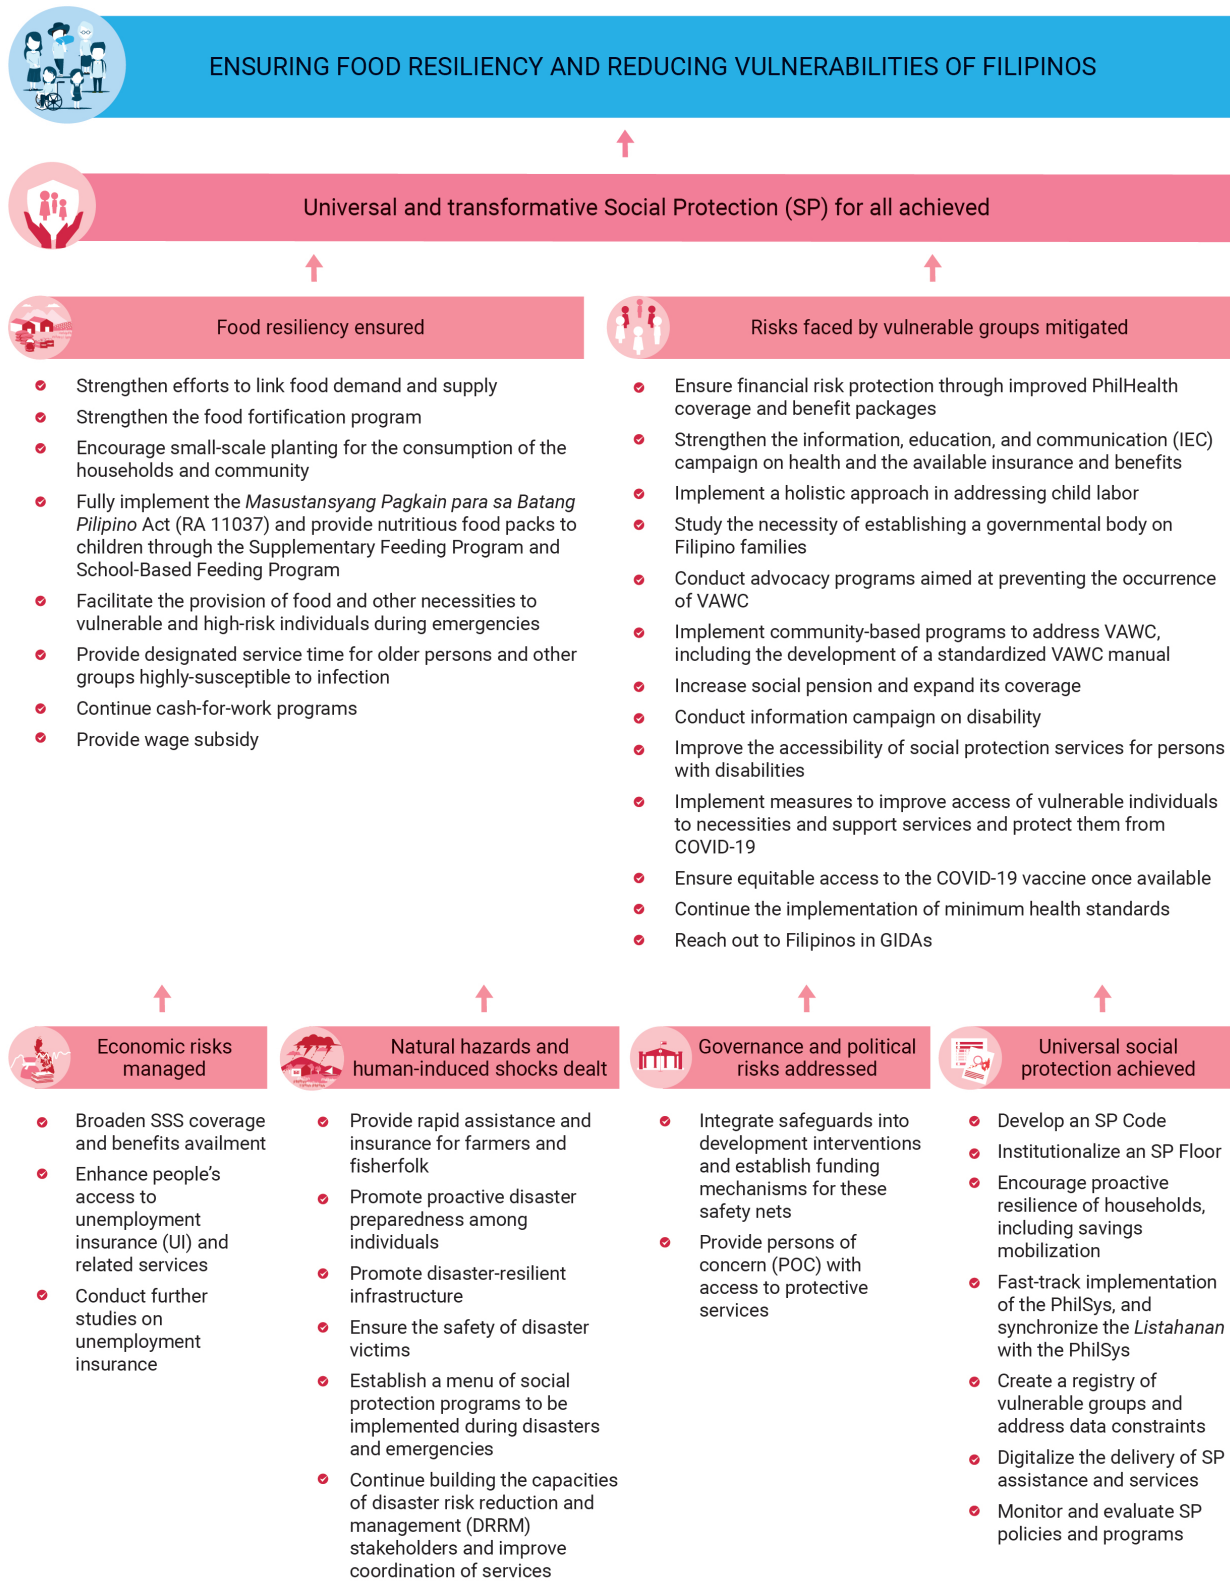 ENSURING FOOD RESILIENCY AND REDUCING VULNERABILITIES OF FILIPINOS
Universal and transformative Social Protection (SP) for all achieved
Food resiliency ensured
Strengthen efforts to link food demand and supply
Strengthen the food fortification program
Encourage small-scale planting for the consumption of the
households and community
Fully implement the Masustansyang Pagkain para sa Batang
Pilipino Act (RA 11037) and provide nutritious food packs to
children through the Supplementary Feeding Program and
School-Based Feeding Program
Facilitate the provision of food and other necessities to
vulnerable and high-risk individuals during emergencies
Provide designated service time for older persons and other
groups highly-susceptible to infection
Continue cash-for-work programs
Provide wage subsidy
Risks faced by vulnerable groups mitigated
Ensure financial risk protection through improved PhilHealth
coverage and benefit packages
Strengthen the information, education, and communication (IEC)
campaign on health and the available insurance and benefits
Implement a holistic approach in addressing child labor
Study the necessity of establishing a governmental body on
Filipino families
Conduct advocacy programs aimed at preventing the occurrence
of VAWC
Implement community-based programs to address VAWC,
including the development of a standardized VAWC manual
Increase social pension and expand its coverage
Conduct information campaign on disability
Improve the accessibility of social protection services for persons
with disabilities
Implement measures to improve access of vulnerable individuals
to necessities and support services and protect them from
COVID-19
Ensure equitable access to the COVID-19 vaccine once available
Continue the implementation of minimum health standards
Reach out to Filipinos in GIDAs
Economic risks
managed
Broaden SSS coverage
and benefits availment
Enhance people's
access to
unemployment
insurance (UI) and
related services
Conduct further
studies on
unemployment
insurance
Natural hazards and
human-induced shocks dealt
Provide rapid assistance and
insurance for farmers and
fisherfolk
Promote proactive disaster
preparedness among
individuals
Promote disaster-resilient
infrastructure
Ensure the safety of disaster
victims
Establish a menu of social
protection programs to be
implemented during disasters
and emergencies
Continue building the capacities
of disaster risk reduction and
management (DRRM)
stakeholders and improve
coordination of services
Governance and political
risks addressed
Integrate safeguards into
development interventions
and establish funding
mechanisms for these
safety nets
Provide persons of
concern (POC) with
access to protective
services
Universal social
protection achieved
Develop an SP Code
Institutionalize an SP Floor
Encourage proactive
resilience of households,
including savings
mobilization
Fast-track implementation
of the PhilSys, and
synchronize the Listahanan
with the PhilSys
Create a registry of
vulnerable groups and
address data constraints
Digitalize the delivery of SP
assistance and services
Monitor and evaluate SP
policies and programs